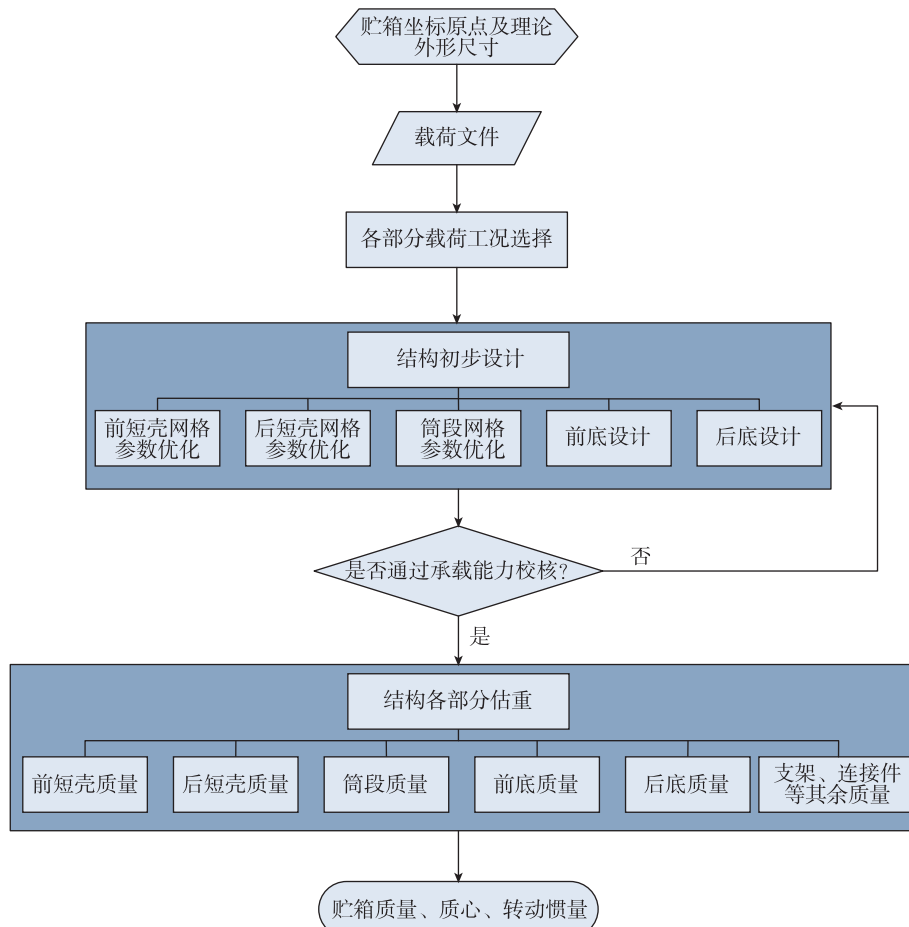 贮箱坐标原点及理论
外形尺寸
载荷文件
各部分载荷工况选择
结构初步设计
前短壳网格
参数优化
后短壳网格
参数优化
筒段网格
参数优化
前底设计
后底设计
是否通过承载能力校核？
否
是
结构各部分估重
前短壳质量
后短壳质量
筒段质量
前底质量
后底质量
支架、连接件
等其余质量
贮箱质量、质心、转动惯量